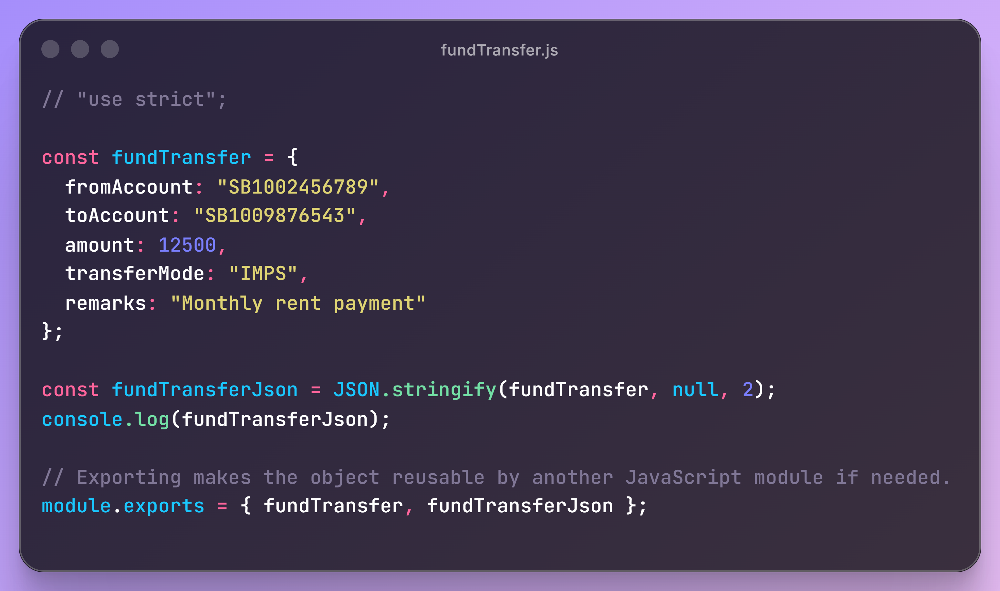 fundTransfer.js
// "use strict";
const fundTransfer = {
  fromAccount: "SB1002456789",
  toAccount: "SB1009876543",
  amount: 12500,
  transferMode: "IMPS",
  remarks: "Monthly rent payment"
};
const fundTransferJson = JSON.stringify(fundTransfer, null, 2);
console.log(fundTransferJson);
// Exporting makes the object reusable by another JavaScript module if needed.
module.exports = { fundTransfer, fundTransferJson };